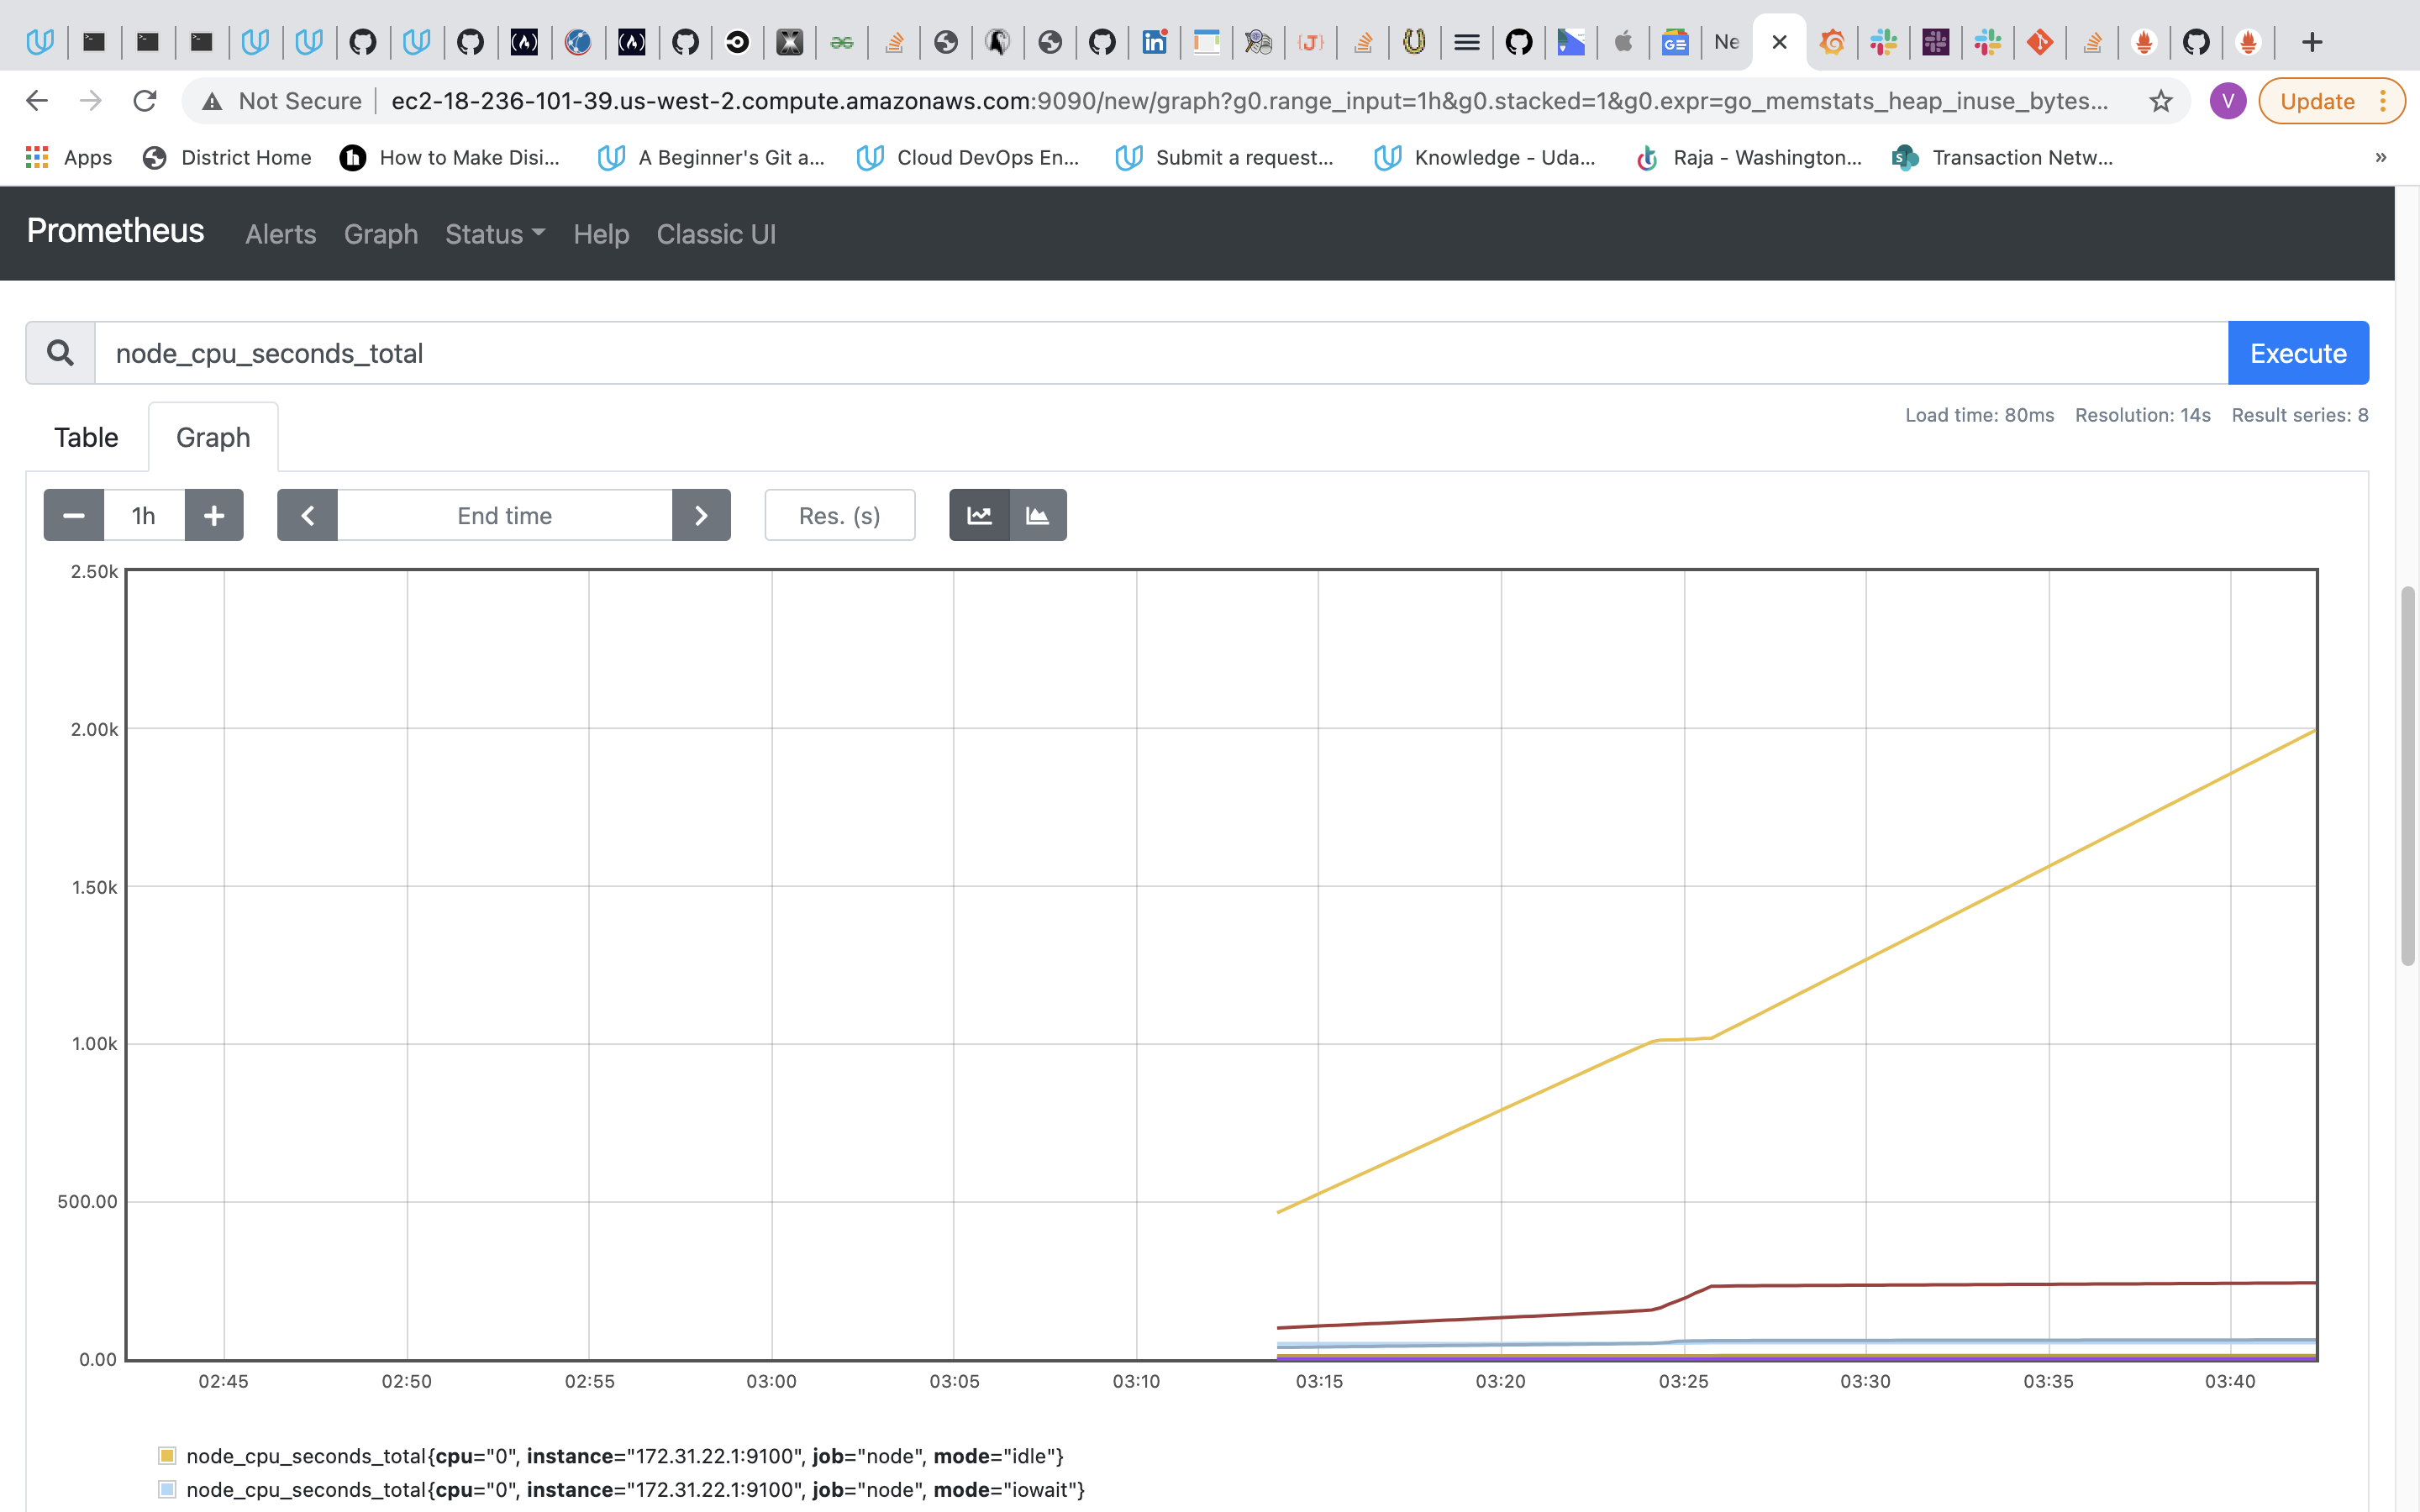 Ne
Not Secure ec2-18-236-101-39.us-west-2.compute.amazonaws.com:9090/new/graph?g0.range_input=1h&g0.stacked=1&g0.expr=go_memstats_heap_inuse_bytes... V Update
Apps District Home How to Make Disi... A Beginner's Git a... Cloud DevOps En... Submit a request... Knowledge - Uda... Raja - Washington... Transaction Netw... »
Prometheus Alerts Graph Status Help Classic UI
node_cpu_seconds_total Execute
Load time: 80ms Resolution: 14s Result series: 8
Table Graph
1h End time Res. (s)
2.50k
2.00k
1.50k
1.00k
500.00
0.00
02:45 02:50 02:55 03:00 03:05 03:10 03:15 03:20 03:25 03:30 03:35 03:40
node_cpu_seconds_total{cpu="0", instance="172.31.22.1:9100", job="node", mode="idle"}
node_cpu_seconds_total{cpu="0", instance="172.31.22.1:9100", job="node", mode="iowait"}